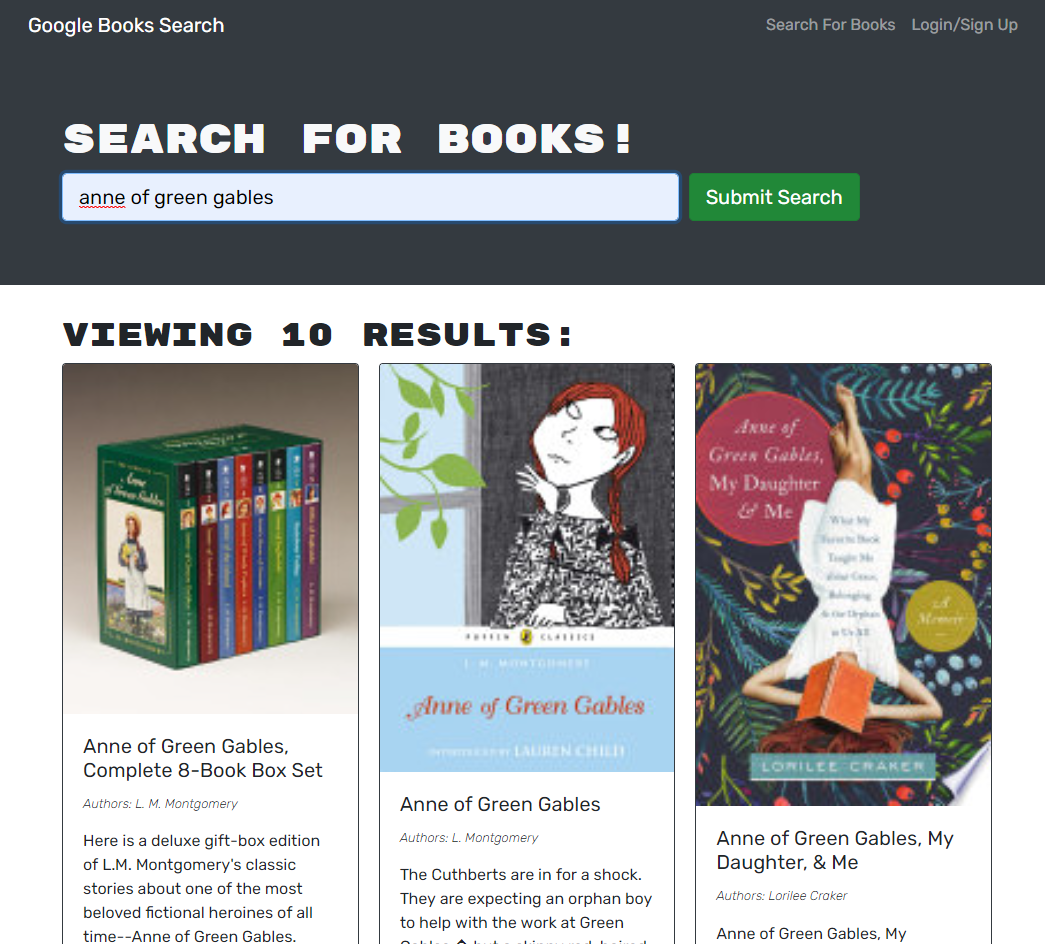 Google Books Search
Search For Books
Login/Sign Up
SEARCH FOR BOOKS!
anne of green gables
Submit Search
VIEWING 10 RESULTS:
Anne
of Green Gables
L. M. MONTGOMERY
Anne of Green Gables,
Complete 8-Book Box Set
Authors: L. M. Montgomery
Here is a deluxe gift-box edition
of L.M. Montgomery's classic
stories about one of the most
beloved fictional heroines of all
time--Anne of Green Gables.
PUFFIN CLASSICS
L. M. MONTGOMERY
Anne of Green Gables
INTRODUCED BY LAUREN CHILD
Anne of Green Gables
Authors: L. Montgomery
The Cuthberts are in for a shock.
They are expecting an orphan boy
to help with the work at Green
Anne of
Green Gables,
My Daughter
& Me
What My
Favorite Book
Taught Me
about Grace,
Belonging
& the Orphan
in Us All
A
Memoir
LORILEE CRAKER
Anne of Green Gables, My
Daughter, & Me
Authors: Lorilee Craker
Anne of Green Gables, My